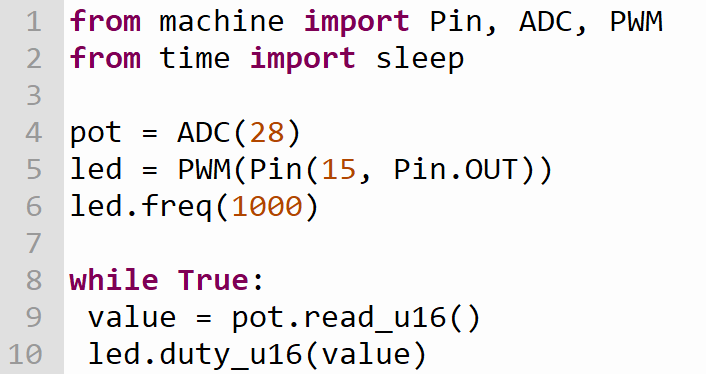 1 from machine import Pin, ADC, PWM
2 from time import sleep
3
4 pot = ADC(28)
5 led = PWM(Pin(15, Pin.OUT))
6 led.freq(1000)
7
8 while True:
9  value = pot.read_u16()
10  led.duty_u16(value)